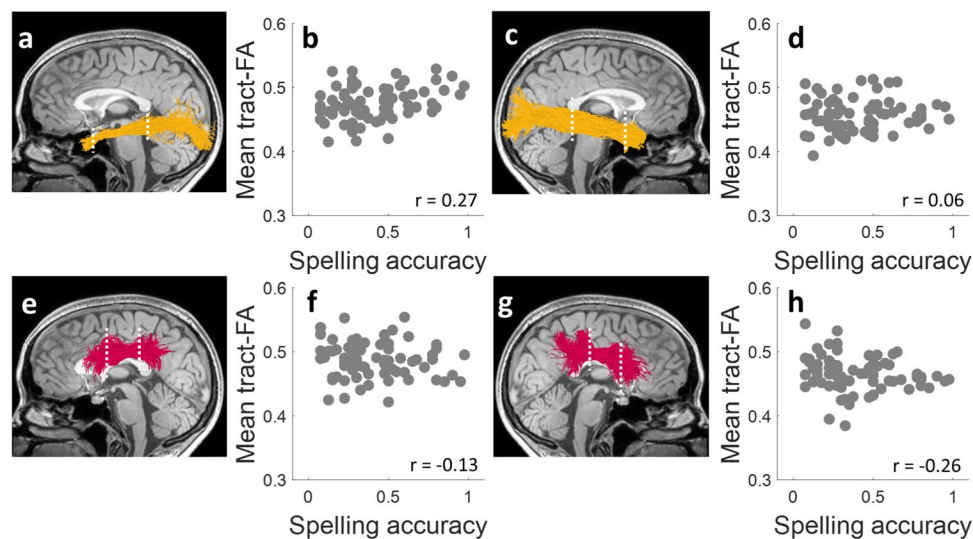 a
b
Mean tract-FA
0.6
0.5
0.4
0.3
0
0.5
1
r = 0.27
Spelling accuracy
c
d
Mean tract-FA
0.6
0.5
0.4
0.3
0
0.5
1
r = 0.06
Spelling accuracy
e
f
Mean tract-FA
0.6
0.5
0.4
0.3
0
0.5
1
r = -0.13
Spelling accuracy
g
h
Mean tract-FA
0.6
0.5
0.4
0.3
0
0.5
1
r = -0.26
Spelling accuracy